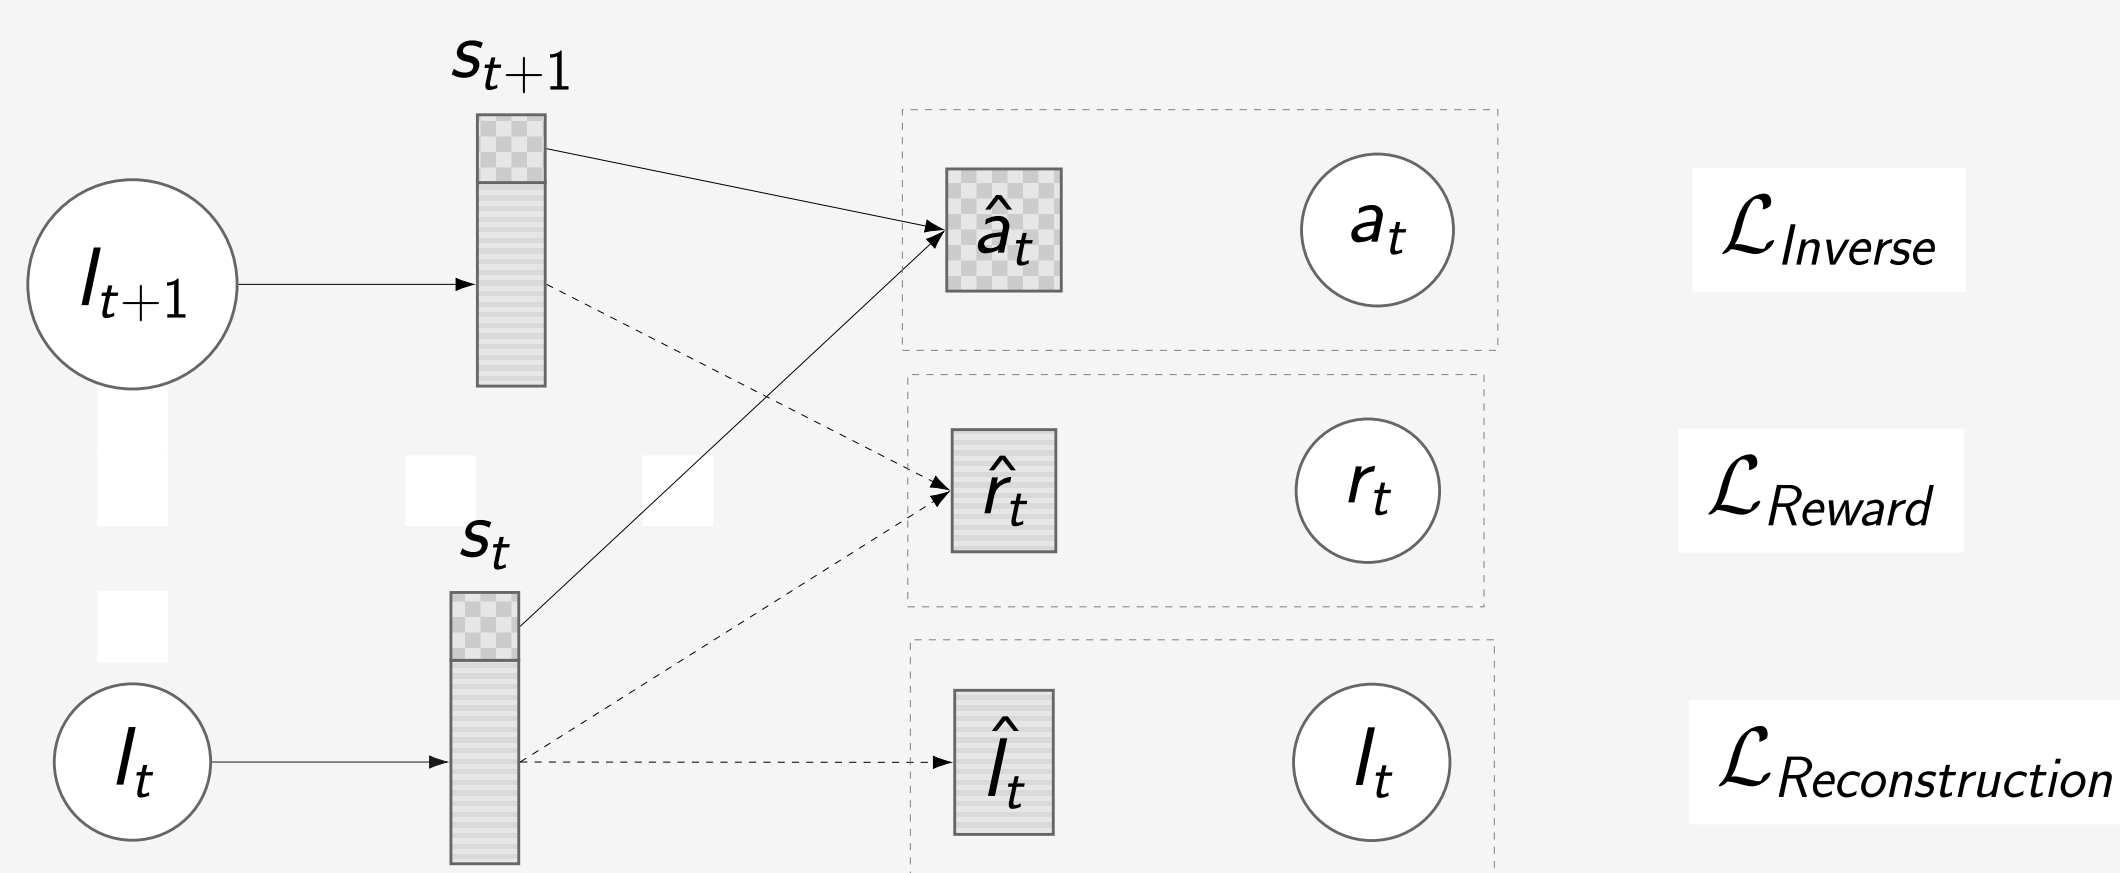 s_{t+1}
I_{t+1}
â_t
a_t
ℒ_{Inverse}
r̂_t
r_t
ℒ_{Reward}
s_t
I_t
Î_t
I_t
ℒ_{Reconstruction}